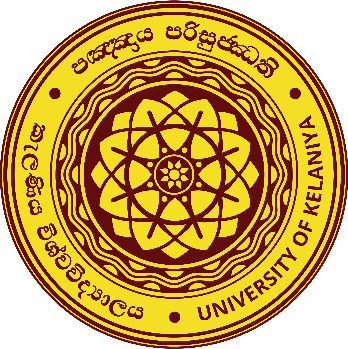 පඤ්ඤාය පරිසුජ්ඣති
කැලණිය විශ්වවිද්‍යාලය
UNIVERSITY OF KELANIYA